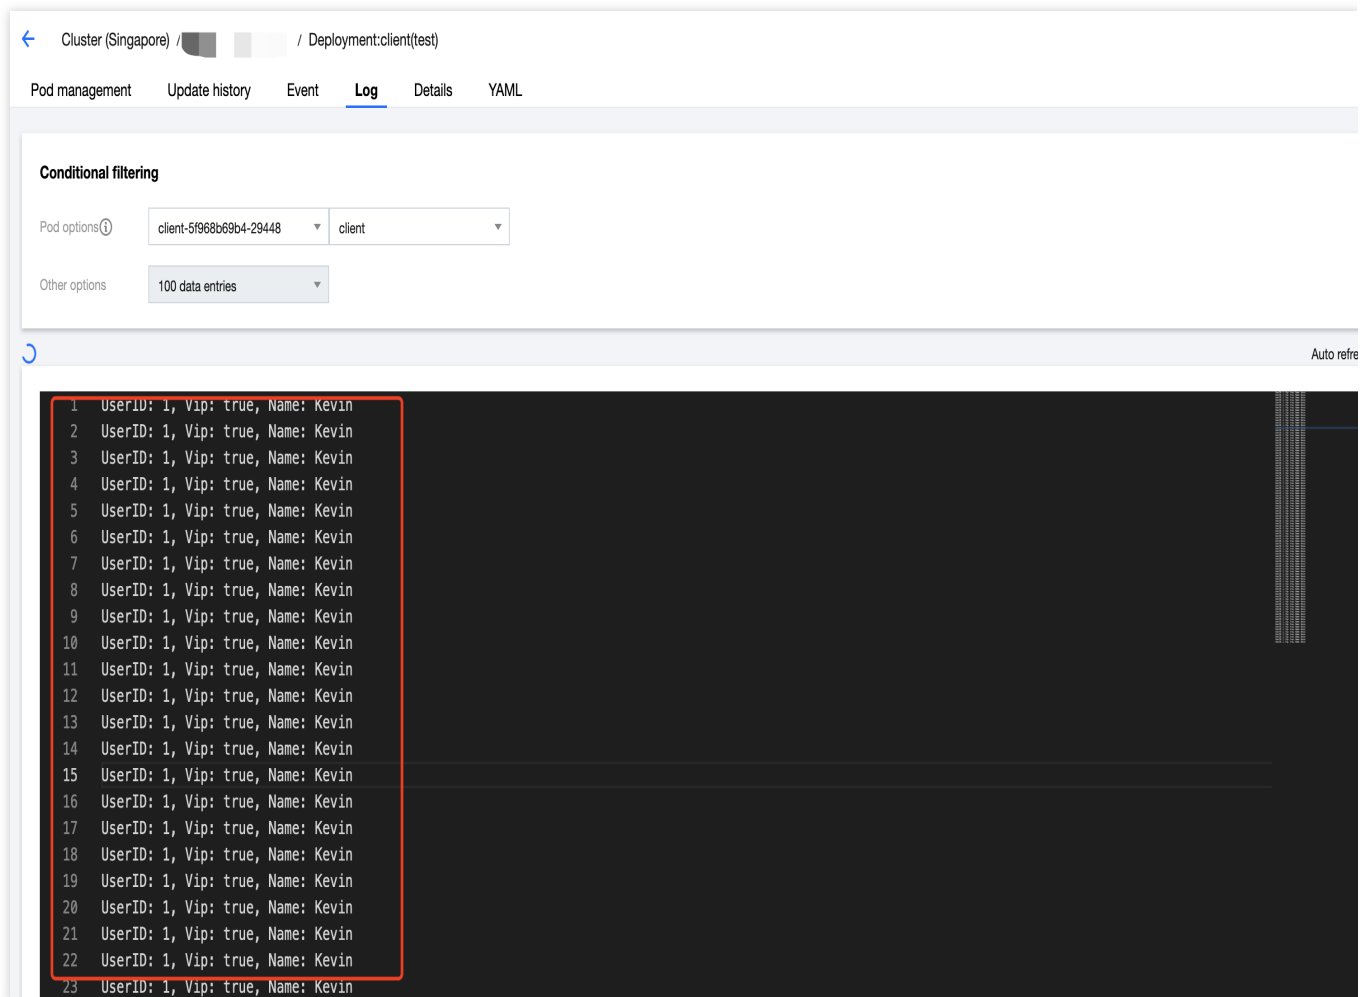 Cluster (Singapore) / / Deployment:client(test)
Pod management Update history Event Log Details YAML
Conditional filtering
Pod options client-5f968b69b4-29448 client
Other options 100 data entries
Auto refre
1 UserID: 1, Vip: true, Name: Kevin
2 UserID: 1, Vip: true, Name: Kevin
3 UserID: 1, Vip: true, Name: Kevin
4 UserID: 1, Vip: true, Name: Kevin
5 UserID: 1, Vip: true, Name: Kevin
6 UserID: 1, Vip: true, Name: Kevin
7 UserID: 1, Vip: true, Name: Kevin
8 UserID: 1, Vip: true, Name: Kevin
9 UserID: 1, Vip: true, Name: Kevin
10 UserID: 1, Vip: true, Name: Kevin
11 UserID: 1, Vip: true, Name: Kevin
12 UserID: 1, Vip: true, Name: Kevin
13 UserID: 1, Vip: true, Name: Kevin
14 UserID: 1, Vip: true, Name: Kevin
15 UserID: 1, Vip: true, Name: Kevin
16 UserID: 1, Vip: true, Name: Kevin
17 UserID: 1, Vip: true, Name: Kevin
18 UserID: 1, Vip: true, Name: Kevin
19 UserID: 1, Vip: true, Name: Kevin
20 UserID: 1, Vip: true, Name: Kevin
21 UserID: 1, Vip: true, Name: Kevin
22 UserID: 1, Vip: true, Name: Kevin
23 UserID: 1, Vip: true, Name: Kevin